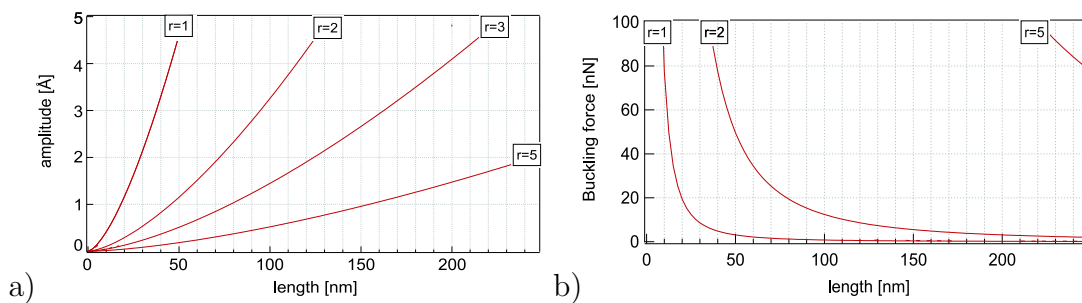 5
4
3
2
1
0
amplitude [Å]
r=1
r=2
r=3
r=5
0
50
100
150
200
length [nm]
a)
100
80
60
40
20
0
Buckling force [nN]
r=1
r=2
r=5
0
50
100
150
200
length [nm]
b)